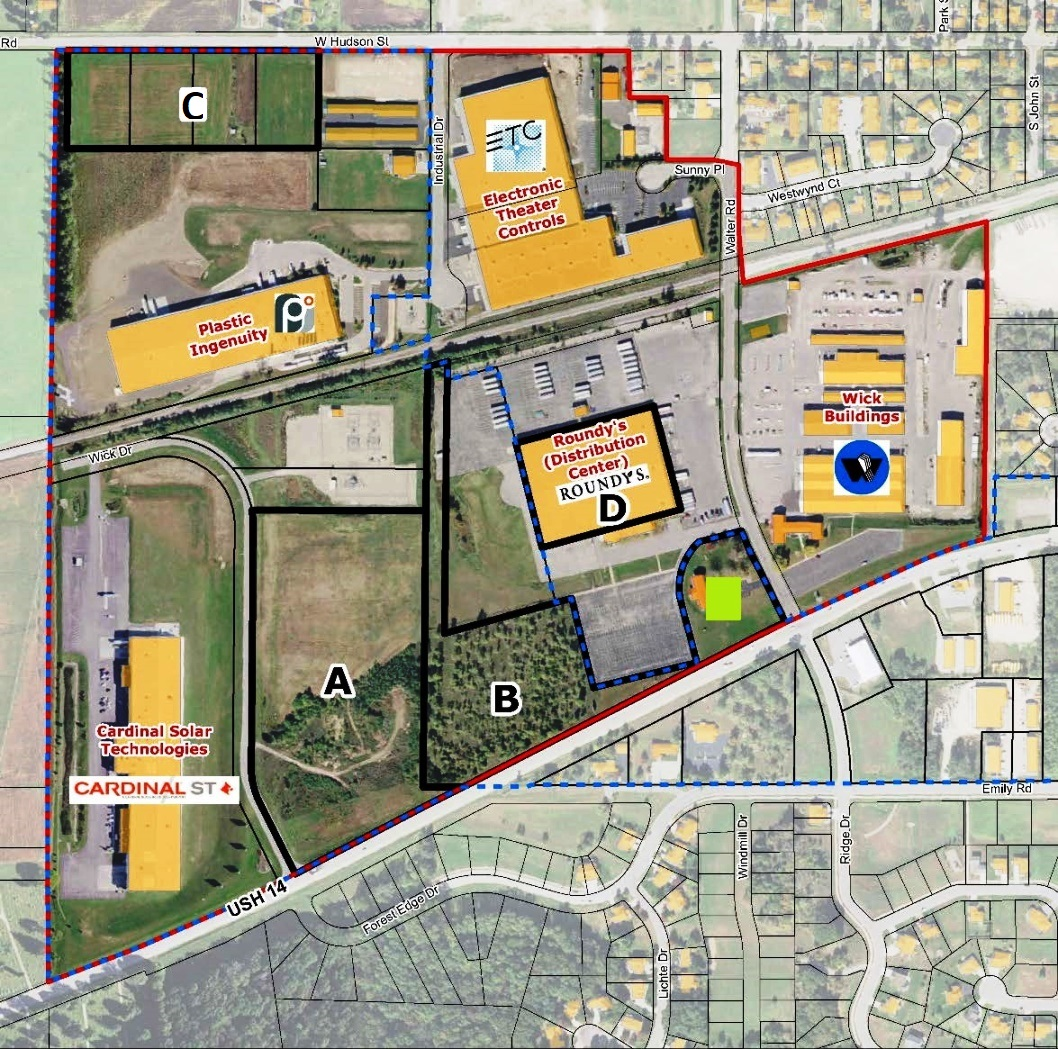 Rd
W Hudson St
Park S
S John St
C
Industrial Dr
ETC
Electronic
Theater
Controls
Sunny Pl
Westwynd Ct
Walter Rd
Plastic
Ingenuity
Wick
Buildings
Roundy's
(Distribution
Center)
ROUNDY'S.
D
Wick Dr
A
B
Cardinal Solar
Technologies
CARDINAL ST
Emily Rd
USH 14
Forest Edge Dr
Windmill Dr
Ridge Dr
Lichte Dr